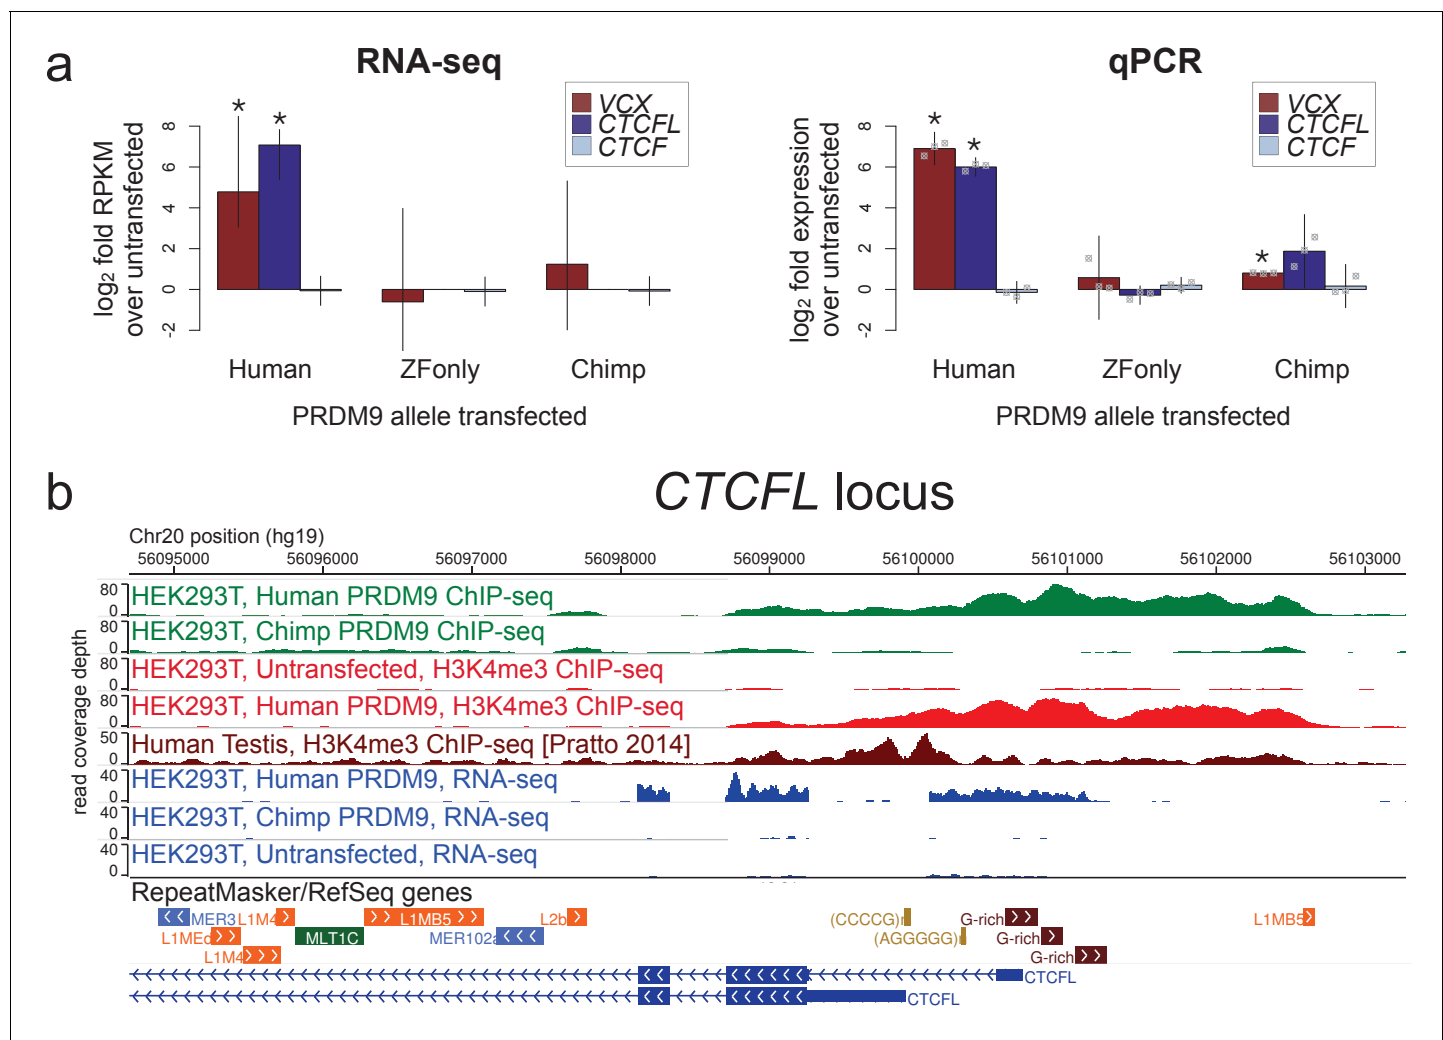 a
RNA-seq
qPCR
VCX
CTCFL
CTCF
VCX
CTCFL
CTCF
log2 fold RPKM
over untransfected
8
6
4
2
0
-2
* *
Human ZFonly Chimp
PRDM9 allele transfected
log2 fold expression
over untransfected
8
6
4
2
0
-2
* * *
Human ZFonly Chimp
PRDM9 allele transfected
b
CTCFL locus
Chr20 position (hg19)
56095000 56096000 56097000 56098000 56099000 56100000 56101000 56102000 56103000
read coverage depth
80 HEK293T, Human PRDM9 ChIP-seq
0
80 HEK293T, Chimp PRDM9 ChIP-seq
0
80 HEK293T, Untransfected, H3K4me3 ChIP-seq
0
80 HEK293T, Human PRDM9, H3K4me3 ChIP-seq
0
50 Human Testis, H3K4me3 ChIP-seq [Pratto 2014]
0
40 HEK293T, Human PRDM9, RNA-seq
0
40 HEK293T, Chimp PRDM9, RNA-seq
0
40 HEK293T, Untransfected, RNA-seq
0
RepeatMasker/RefSeq genes
MER3 L1M4 L1MB5 L2b (CCCCG)n G-rich L1MB5
L1MEc MLT1C MER102a (AGGGGG)n G-rich
L1M4 G-rich
CTCFL
CTCFL